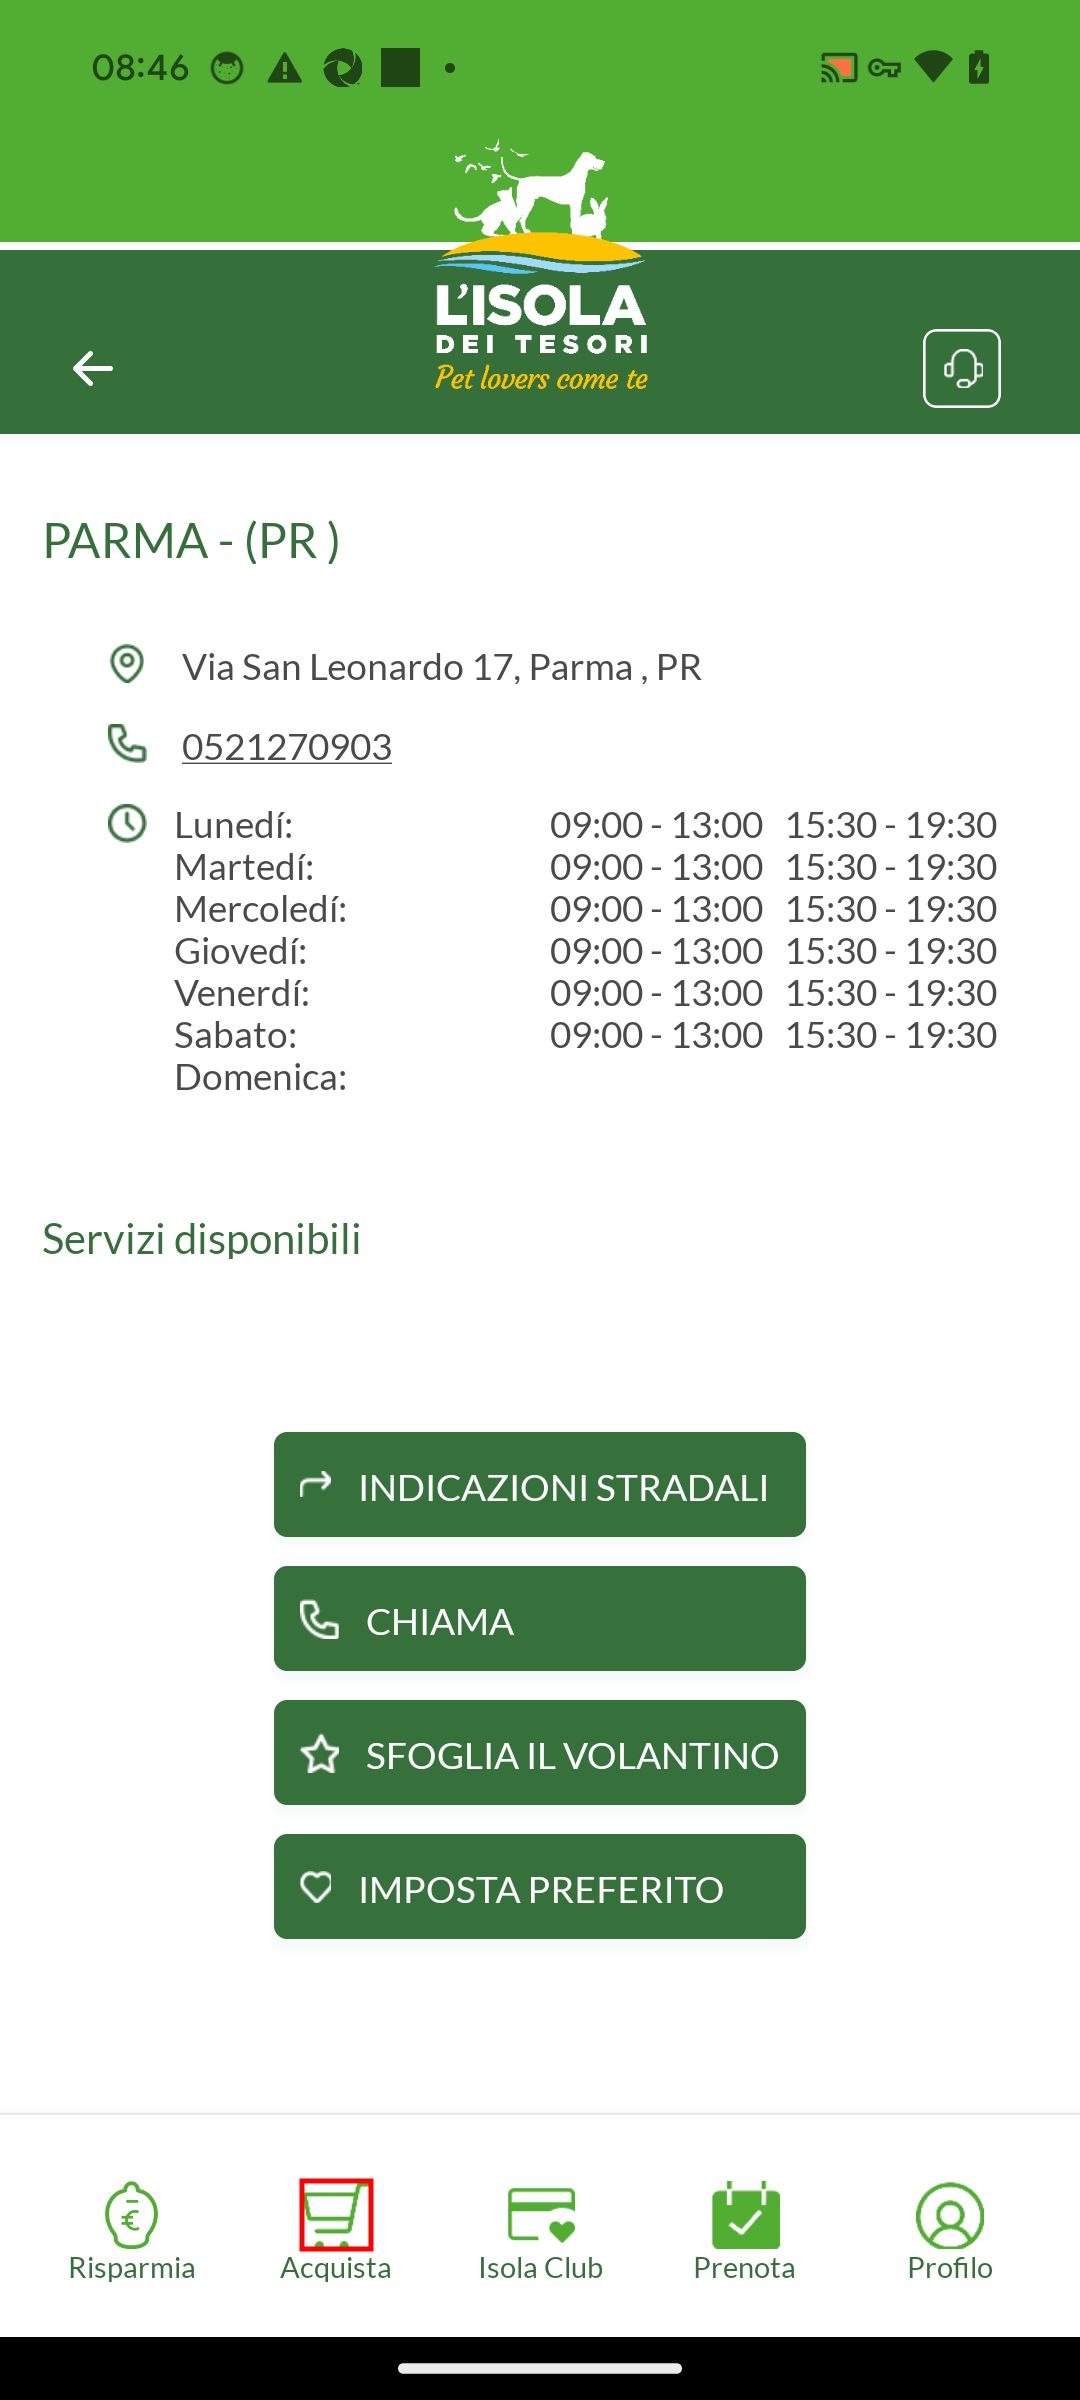 08:46
L'ISOLA
DEI TESORI
Pet lovers come te
PARMA - (PR )
Via San Leonardo 17, Parma , PR
0521270903
Lunedí: 09:00 - 13:00 15:30 - 19:30
Martedí: 09:00 - 13:00 15:30 - 19:30
Mercoledí: 09:00 - 13:00 15:30 - 19:30
Giovedí: 09:00 - 13:00 15:30 - 19:30
Venerdí: 09:00 - 13:00 15:30 - 19:30
Sabato: 09:00 - 13:00 15:30 - 19:30
Domenica:
Servizi disponibili
INDICAZIONI STRADALI
CHIAMA
SFOGLIA IL VOLANTINO
IMPOSTA PREFERITO
Risparmia Acquista Isola Club Prenota Profilo